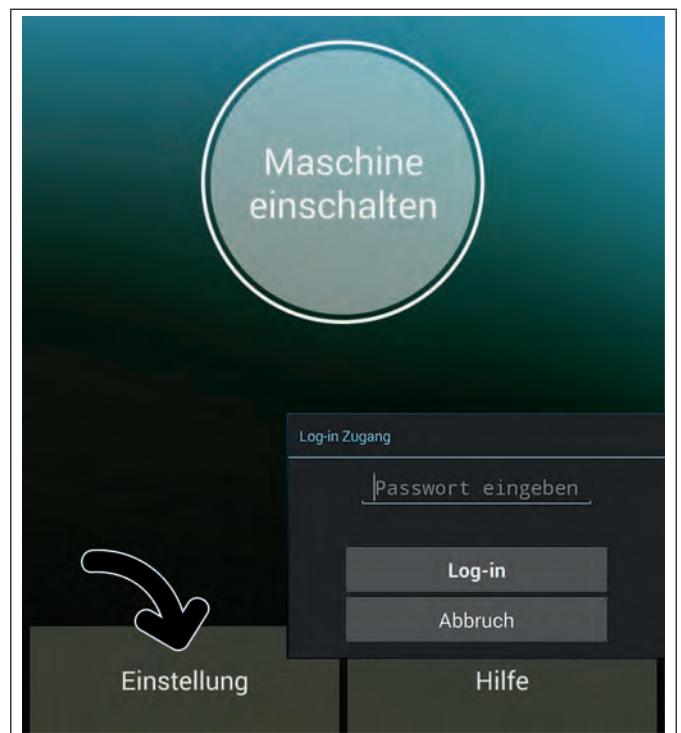 Maschine
einschalten
Log-in Zugang
Passwort eingeben
Log-in
Abbruch
Einstellung
Hilfe